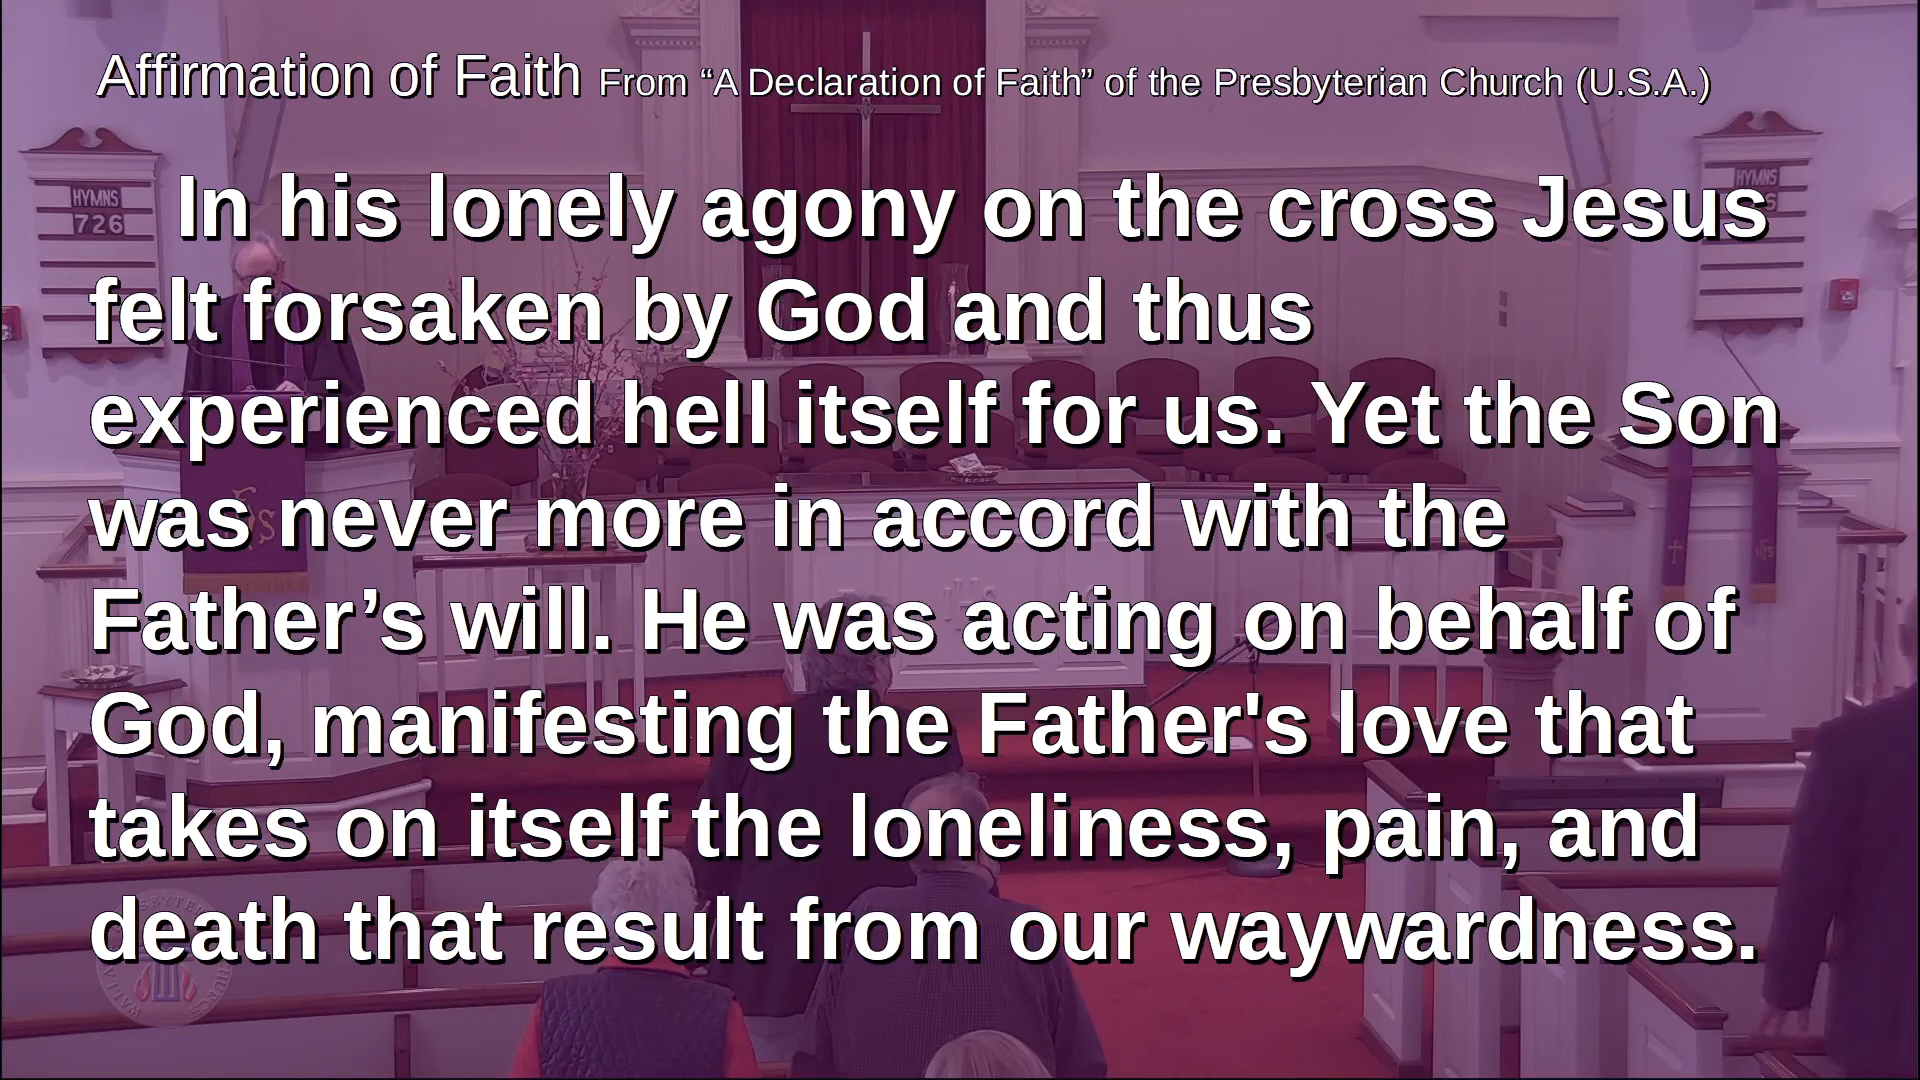 Affirmation of Faith From “A Declaration of Faith” of the Presbyterian Church (U.S.A.)
In his lonely agony on the cross Jesus
felt forsaken by God and thus
experienced hell itself for us. Yet the Son
was never more in accord with the
Father’s will. He was acting on behalf of
God, manifesting the Father's love that
takes on itself the loneliness, pain, and
death that result from our waywardness.
HYMNS
726
HYMNS